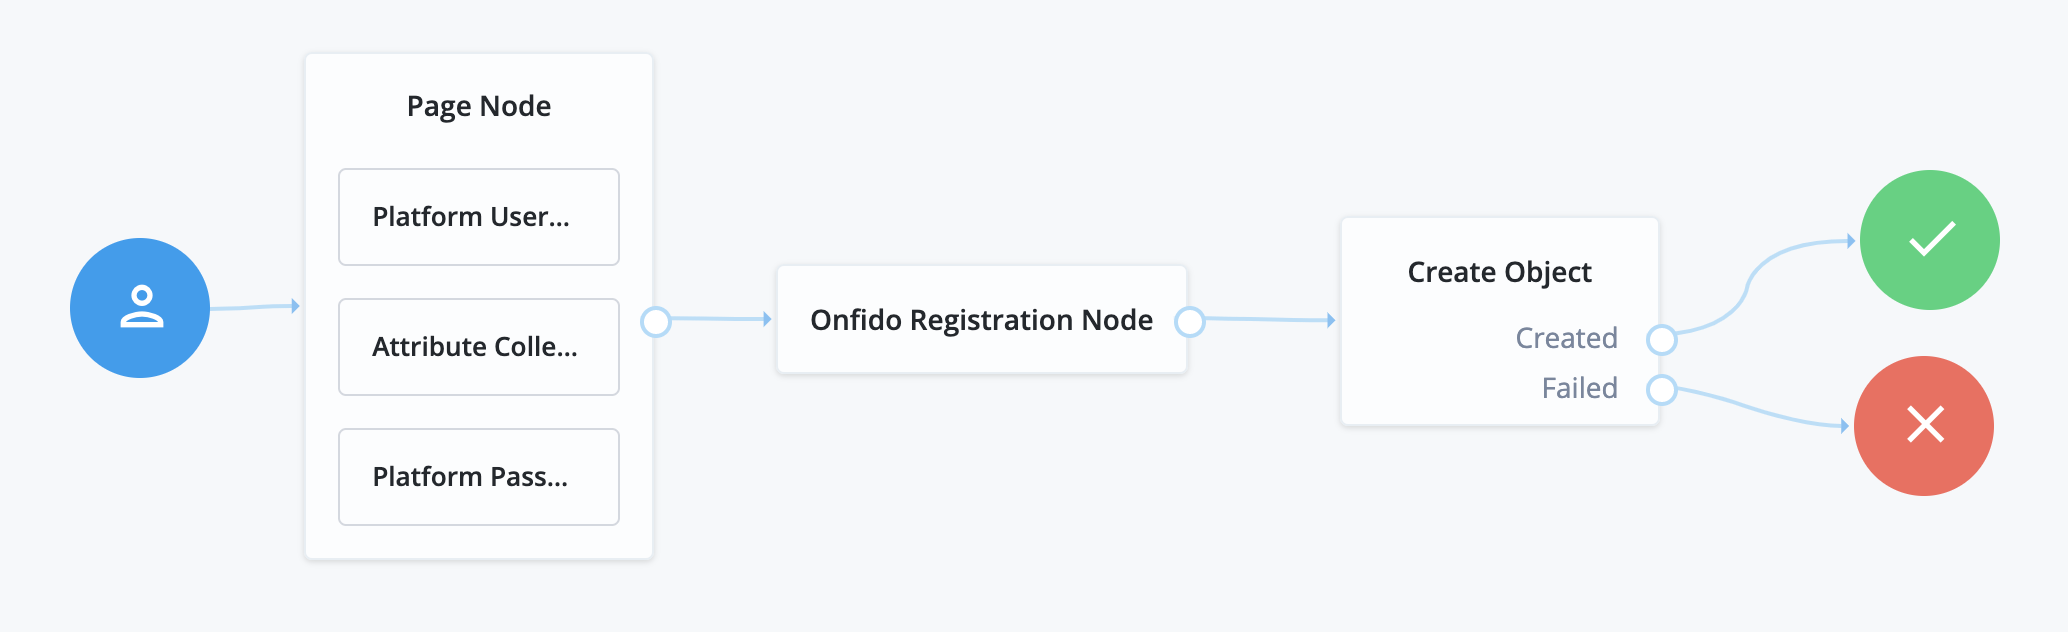 Page Node
Platform User...
Attribute Colle...
Platform Pass...
Onfido Registration Node
Create Object
Created
Failed